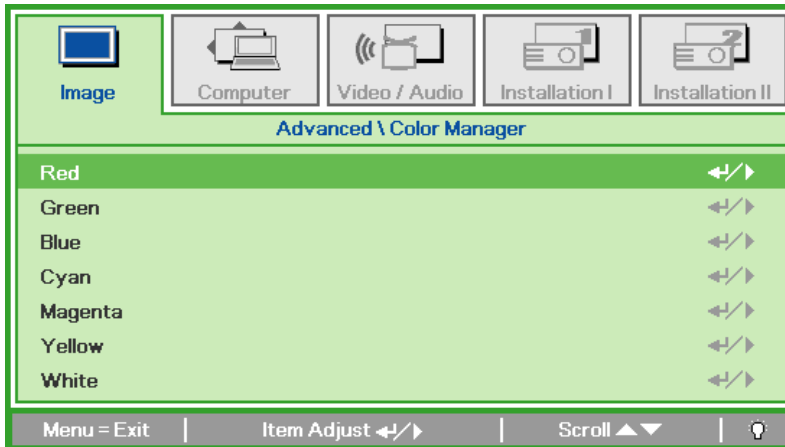 Image Computer Video / Audio Installation I Installation II
Advanced \ Color Manager
Red
Green
Blue
Cyan
Magenta
Yellow
White
Menu = Exit | Item Adjust ↵/▶ | Scroll ▲▼ |